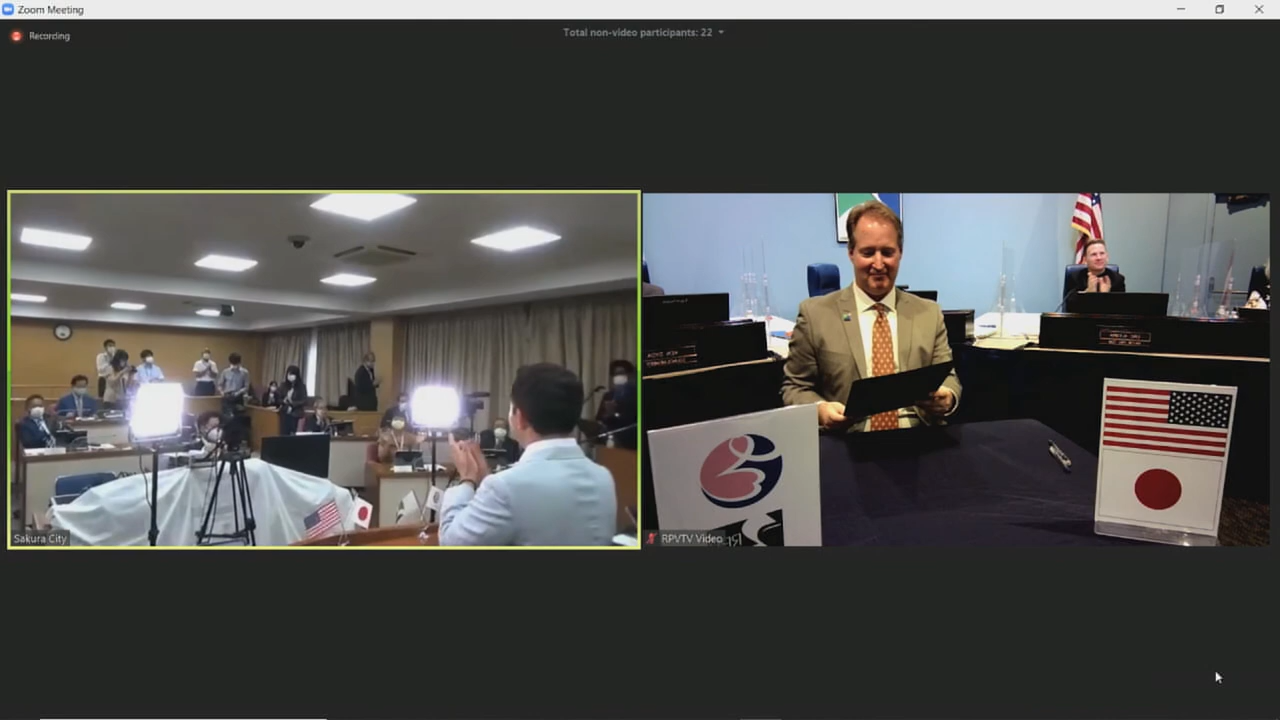 Zoom Meeting
Recording
Total non-video participants: 22
Sakura City
RPVTV Video